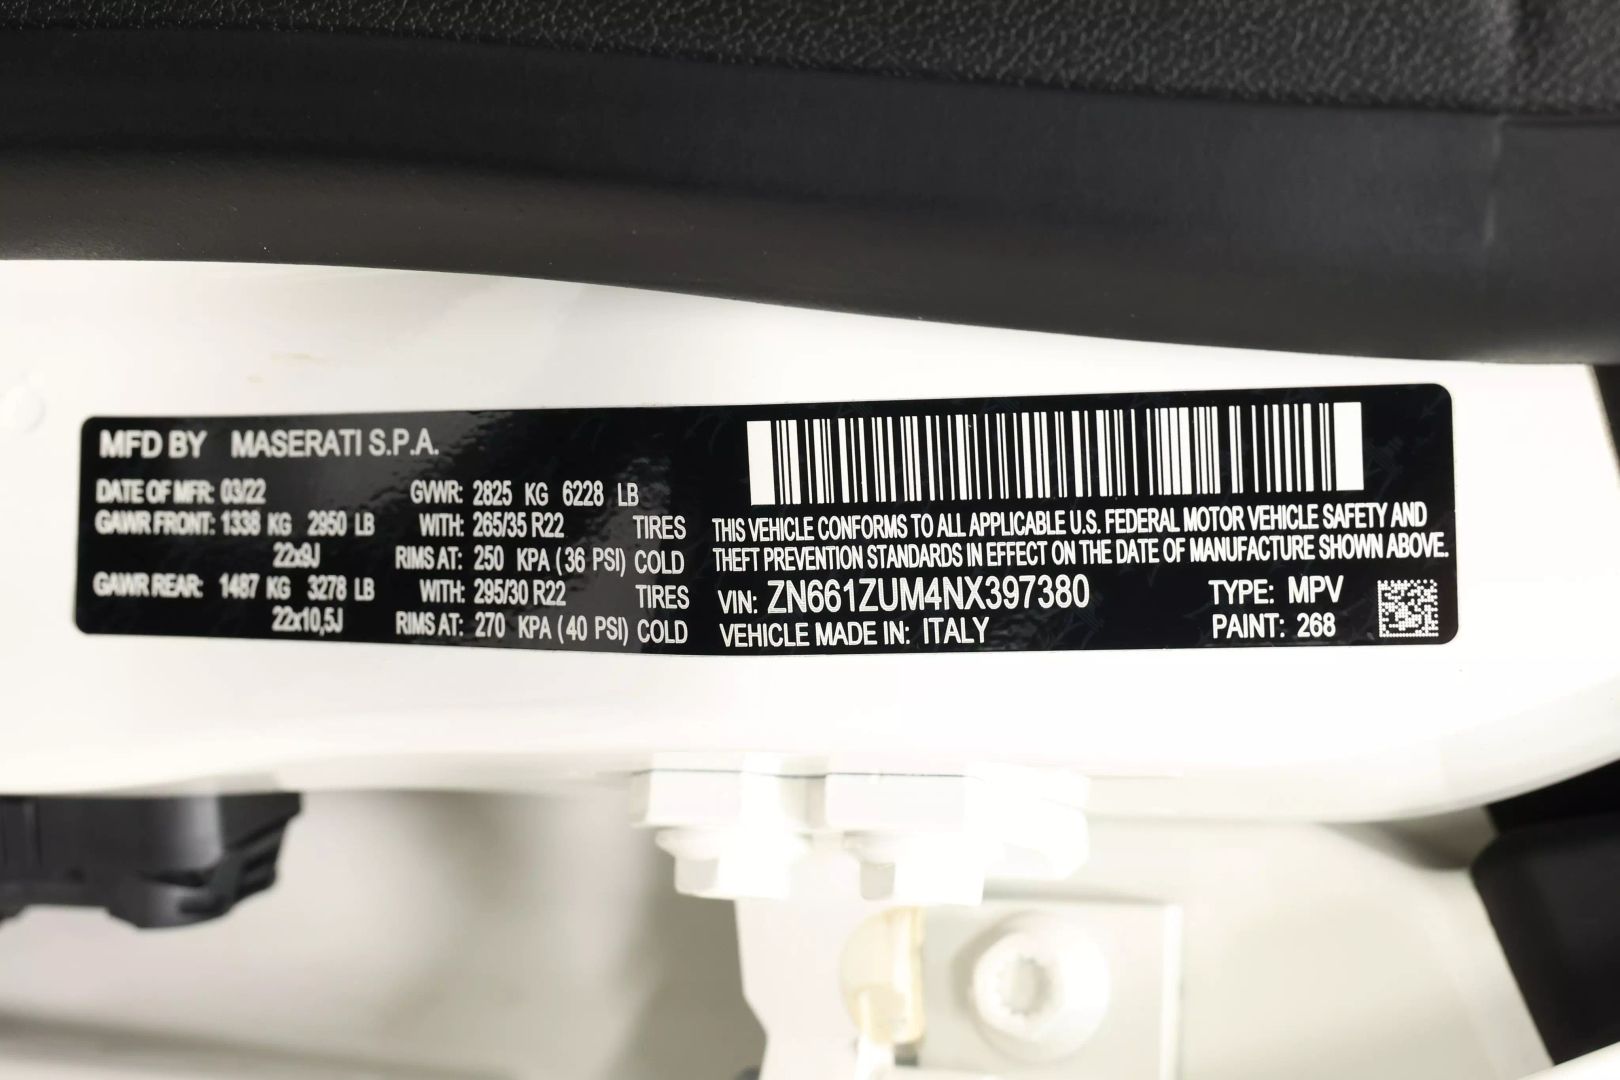 MFD BY MASERATI S.P.A.
DATE OF MFR: 03/22 GVWR: 2825 KG 6228 LB
GAWR FRONT: 1338 KG 2950 LB WITH: 265/35 R22 TIRES
22x9J RIMS AT: 250 KPA (36 PSI) COLD
GAWR REAR: 1487 KG 3278 LB WITH: 295/30 R22 TIRES
22x10,5J RIMS AT: 270 KPA (40 PSI) COLD
THIS VEHICLE CONFORMS TO ALL APPLICABLE U.S. FEDERAL MOTOR VEHICLE SAFETY AND
THEFT PREVENTION STANDARDS IN EFFECT ON THE DATE OF MANUFACTURE SHOWN ABOVE.
VIN: ZN661ZUM4NX397380 TYPE: MPV
VEHICLE MADE IN: ITALY PAINT: 268